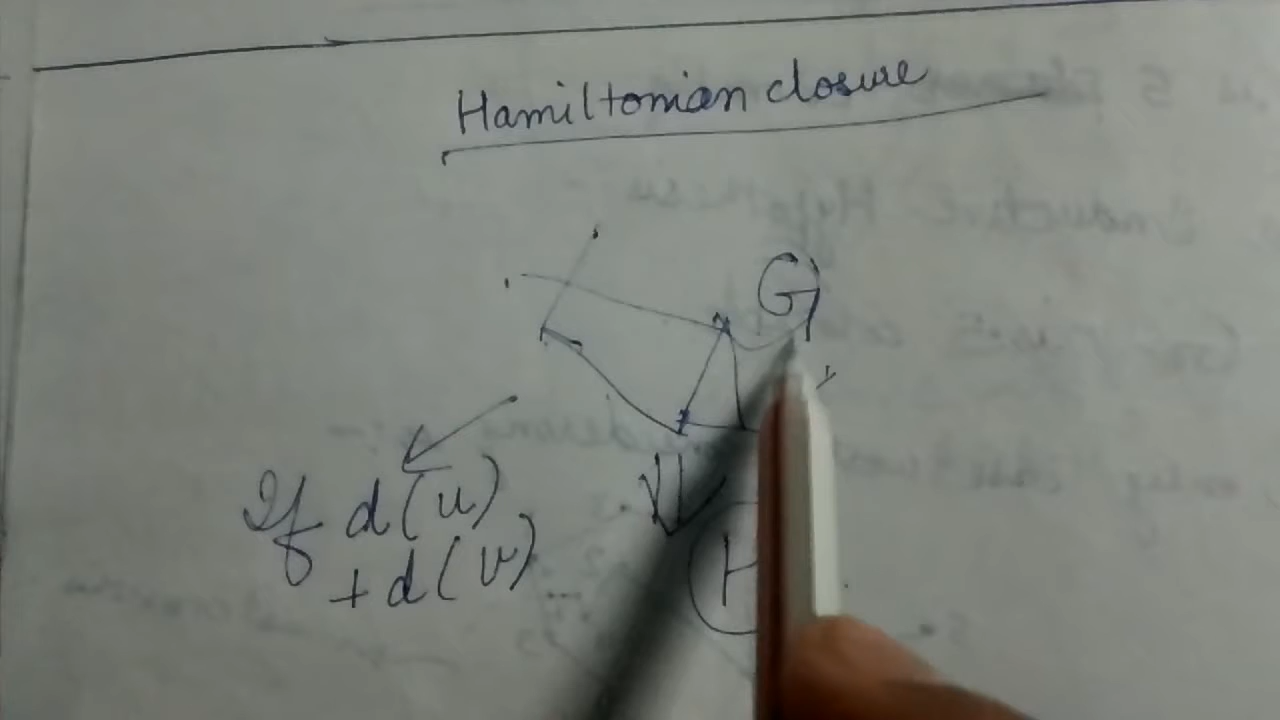 Hamiltonian closure
G
If d(u)
+d(v)
H